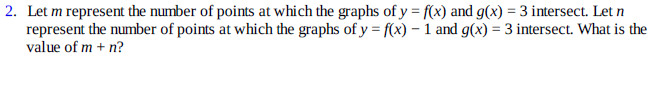 2. Let m represent the number of points at which the graphs of y = f(x) and g(x) = 3 intersect. Let n
represent the number of points at which the graphs of y = f(x) − 1 and g(x) = 3 intersect. What is the
value of m + n?